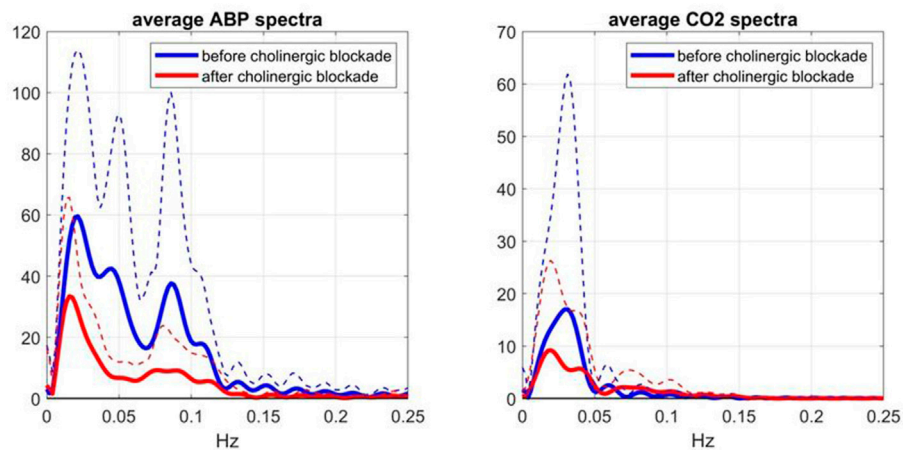 average ABP spectra
120
100
80
60
40
20
0
before cholinergic blockade
after cholinergic blockade
0 0.05 0.1 0.15 0.2 0.25
Hz
average CO2 spectra
70
60
50
40
30
20
10
0
before cholinergic blockade
after cholinergic blockade
0 0.05 0.1 0.15 0.2 0.25
Hz